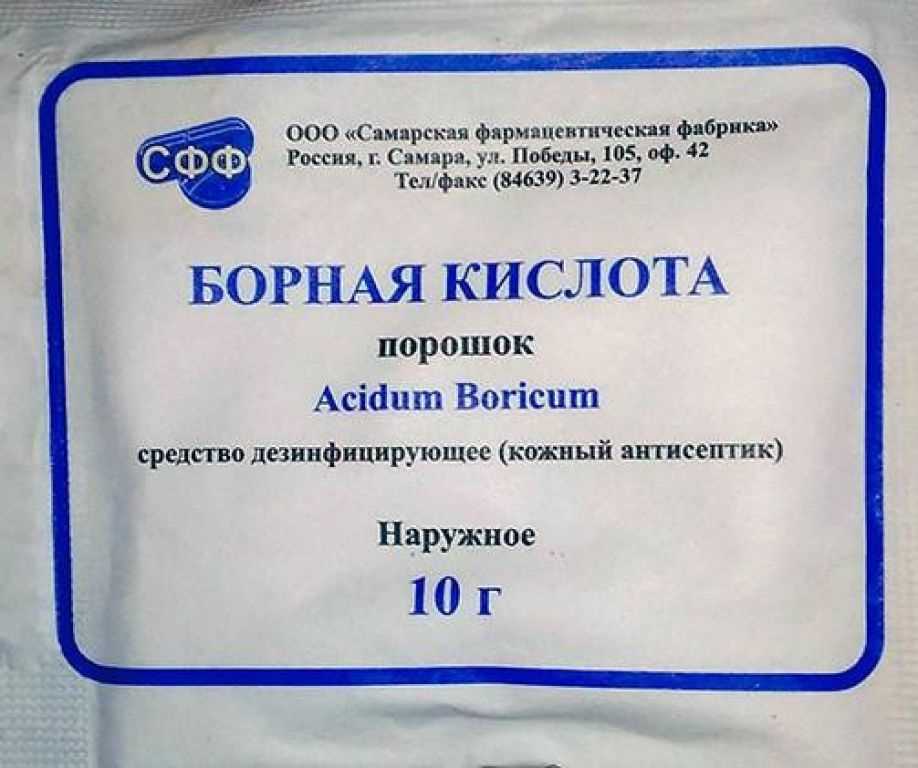 СФФ
ООО «Самарская фармацевтическая фабрика»
Россия, г. Самара, ул. Победы, 105, оф. 42
Тел/факс (84639) 3-22-37
БОРНАЯ КИСЛОТА
порошок
Acidum Boricum
средство дезинфицирующее (кожный антисептик)
Наружное
10 г